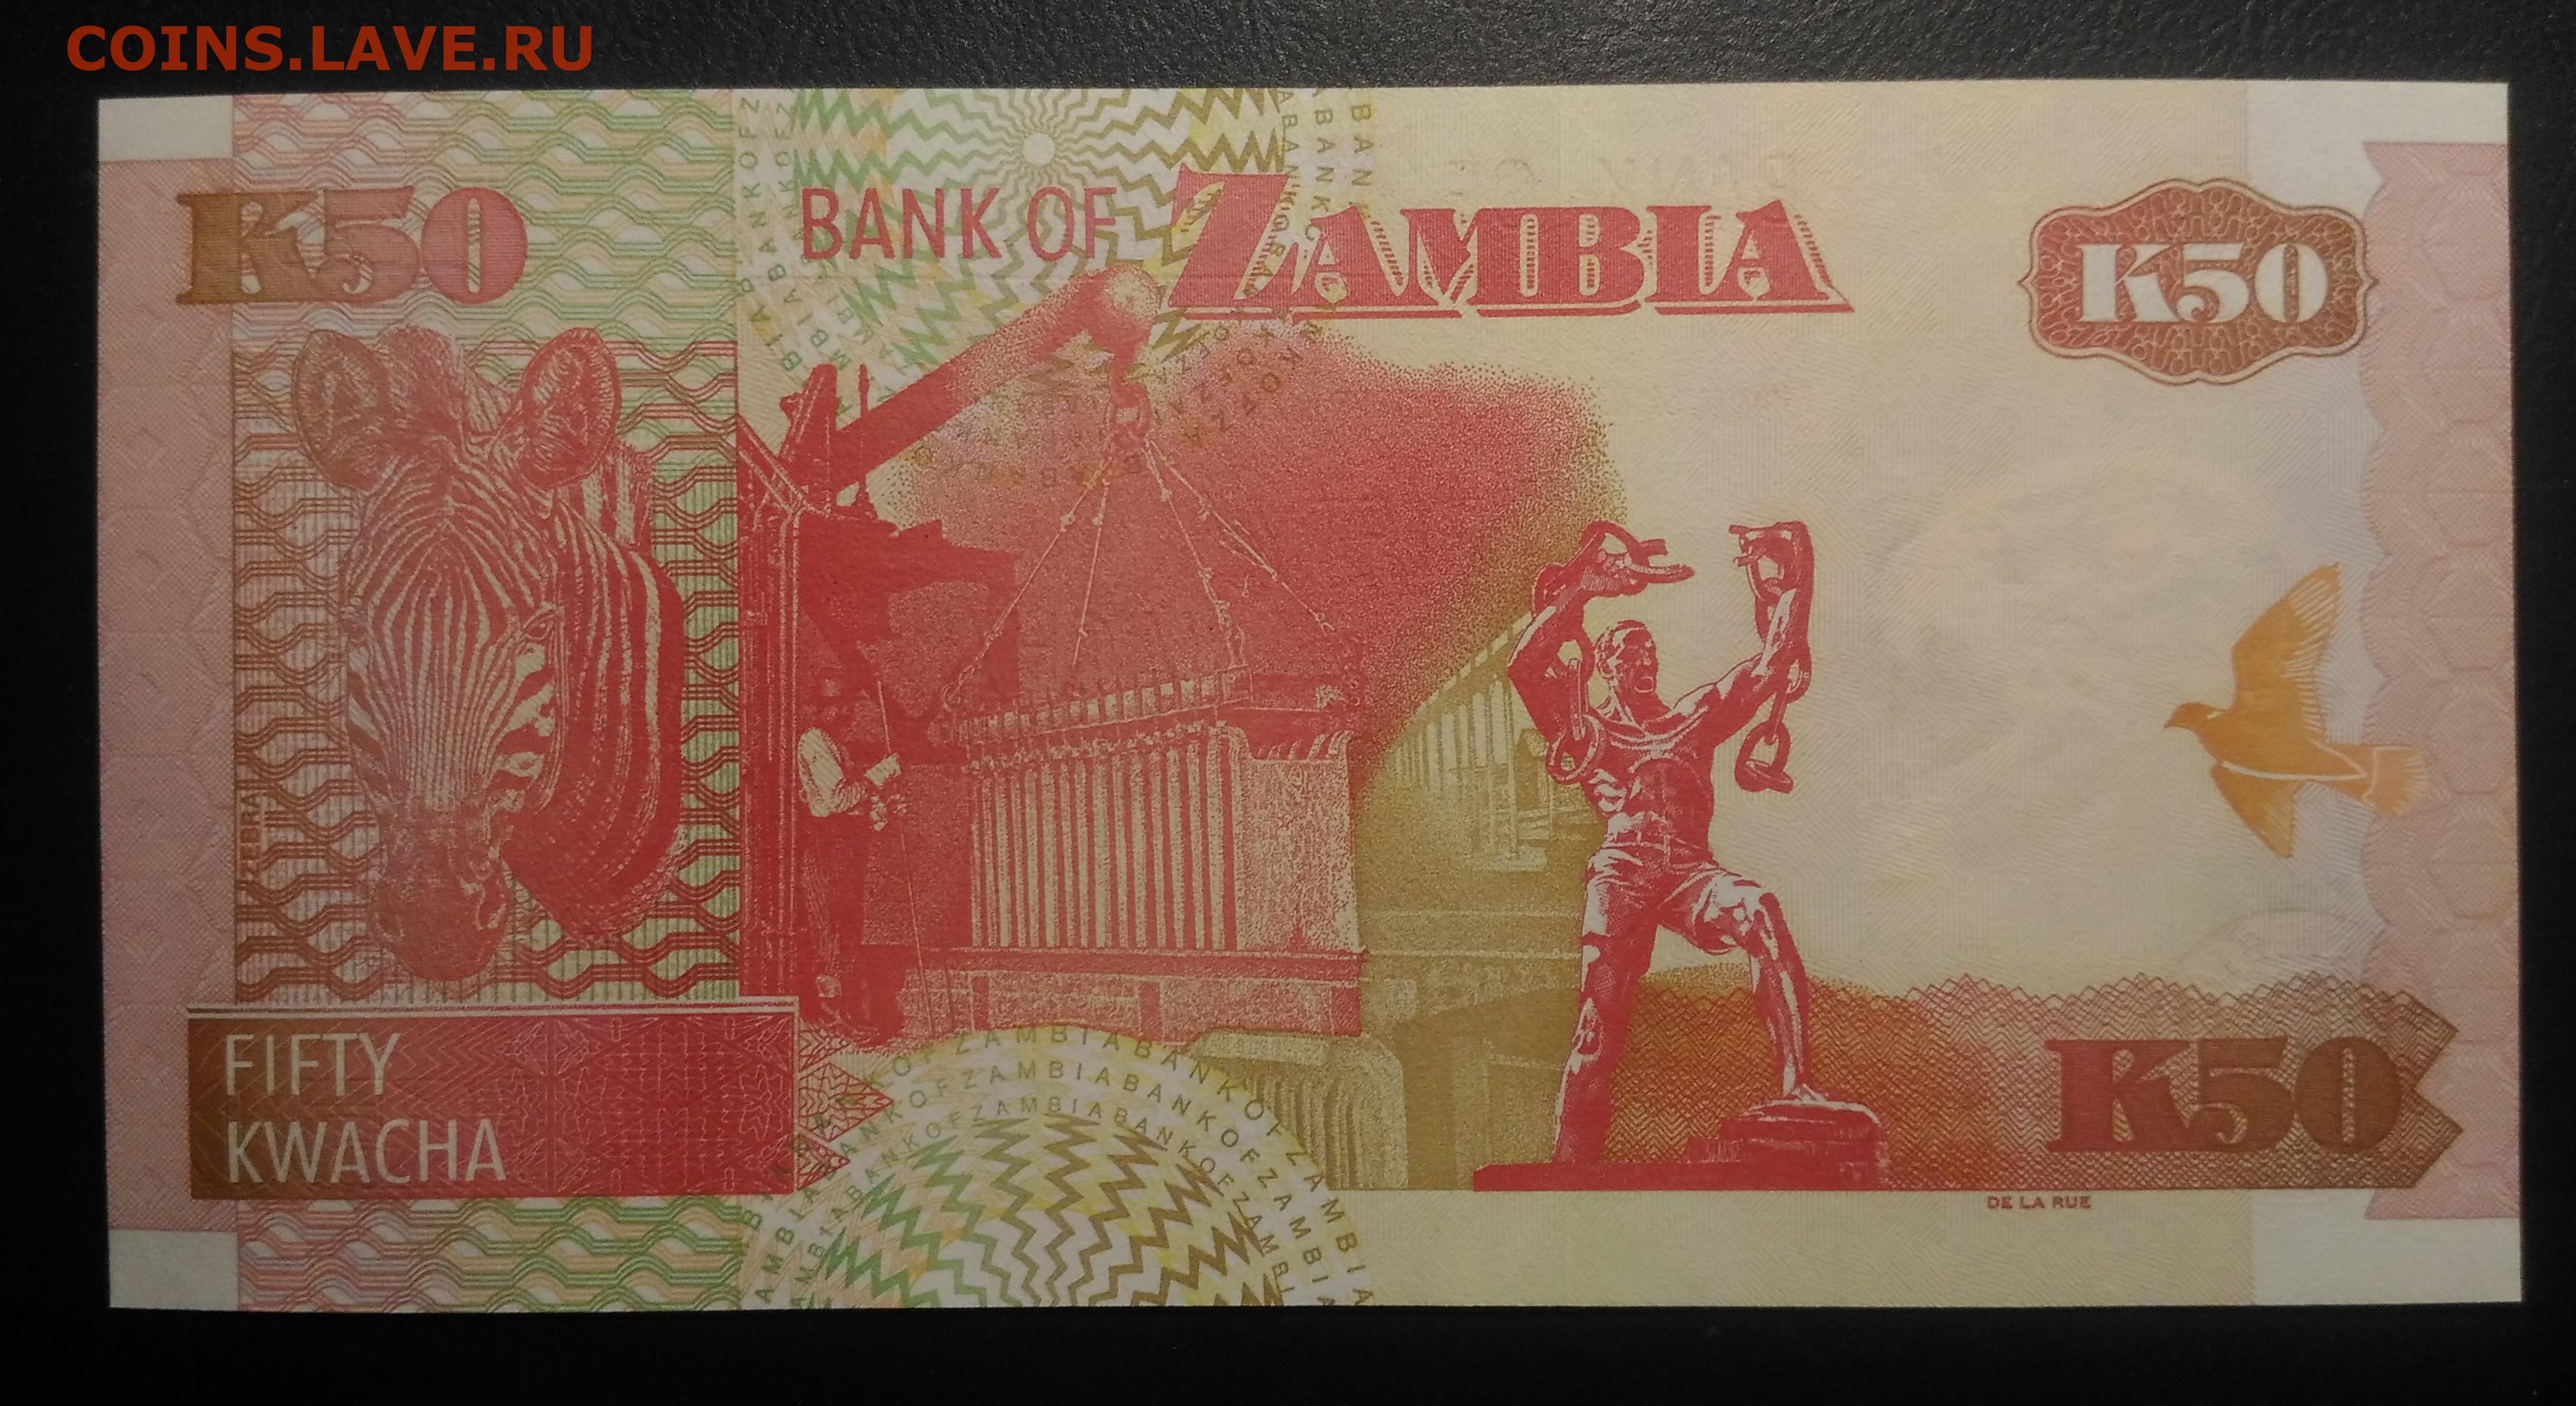 COINS.LAVE.RU
K50
BANK OF ZAMBIA
K50
ZEBRA
FIFTY
KWACHA
K50
DE LA RUE